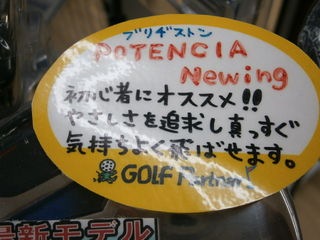 ブリヂストン
POTENCIA
Newing
初心者にオススメ!!
やさしさを追求し真っすぐ
気持ちよく飛ばせます。
GOLF Partner
最新モデル